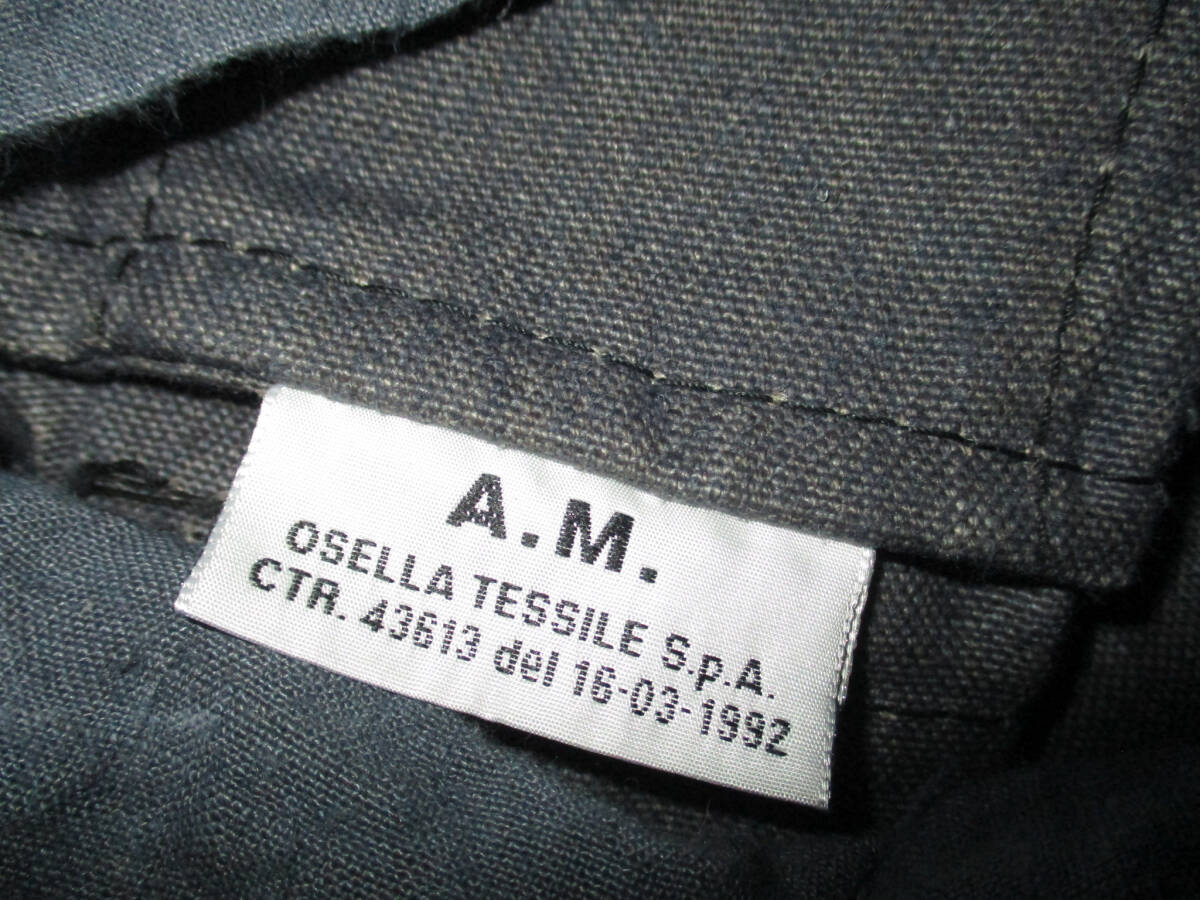 A.M.
OSELLA TESSILE S.p.A.
CTR. 43613 del 16-03-1992